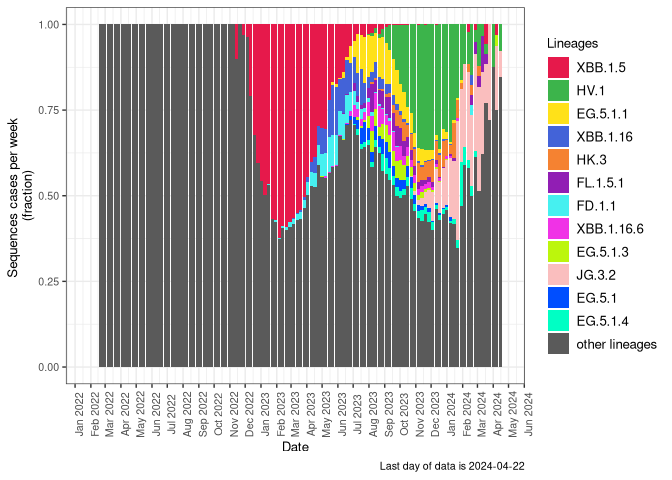 Sequences cases per week
(fraction)
1.00
0.75
0.50
0.25
0.00
Jan 2022
Feb 2022
Mar 2022
Apr 2022
May 2022
Jun 2022
Jul 2022
Aug 2022
Sep 2022
Oct 2022
Nov 2022
Dec 2022
Jan 2023
Feb 2023
Mar 2023
Apr 2023
May 2023
Jun 2023
Jul 2023
Aug 2023
Sep 2023
Oct 2023
Nov 2023
Dec 2023
Jan 2024
Feb 2024
Mar 2024
Apr 2024
May 2024
Jun 2024
Date
Lineages
XBB.1.5
HV.1
EG.5.1.1
XBB.1.16
HK.3
FL.1.5.1
FD.1.1
XBB.1.16.6
EG.5.1.3
JG.3.2
EG.5.1
EG.5.1.4
other lineages
Last day of data is 2024-04-22